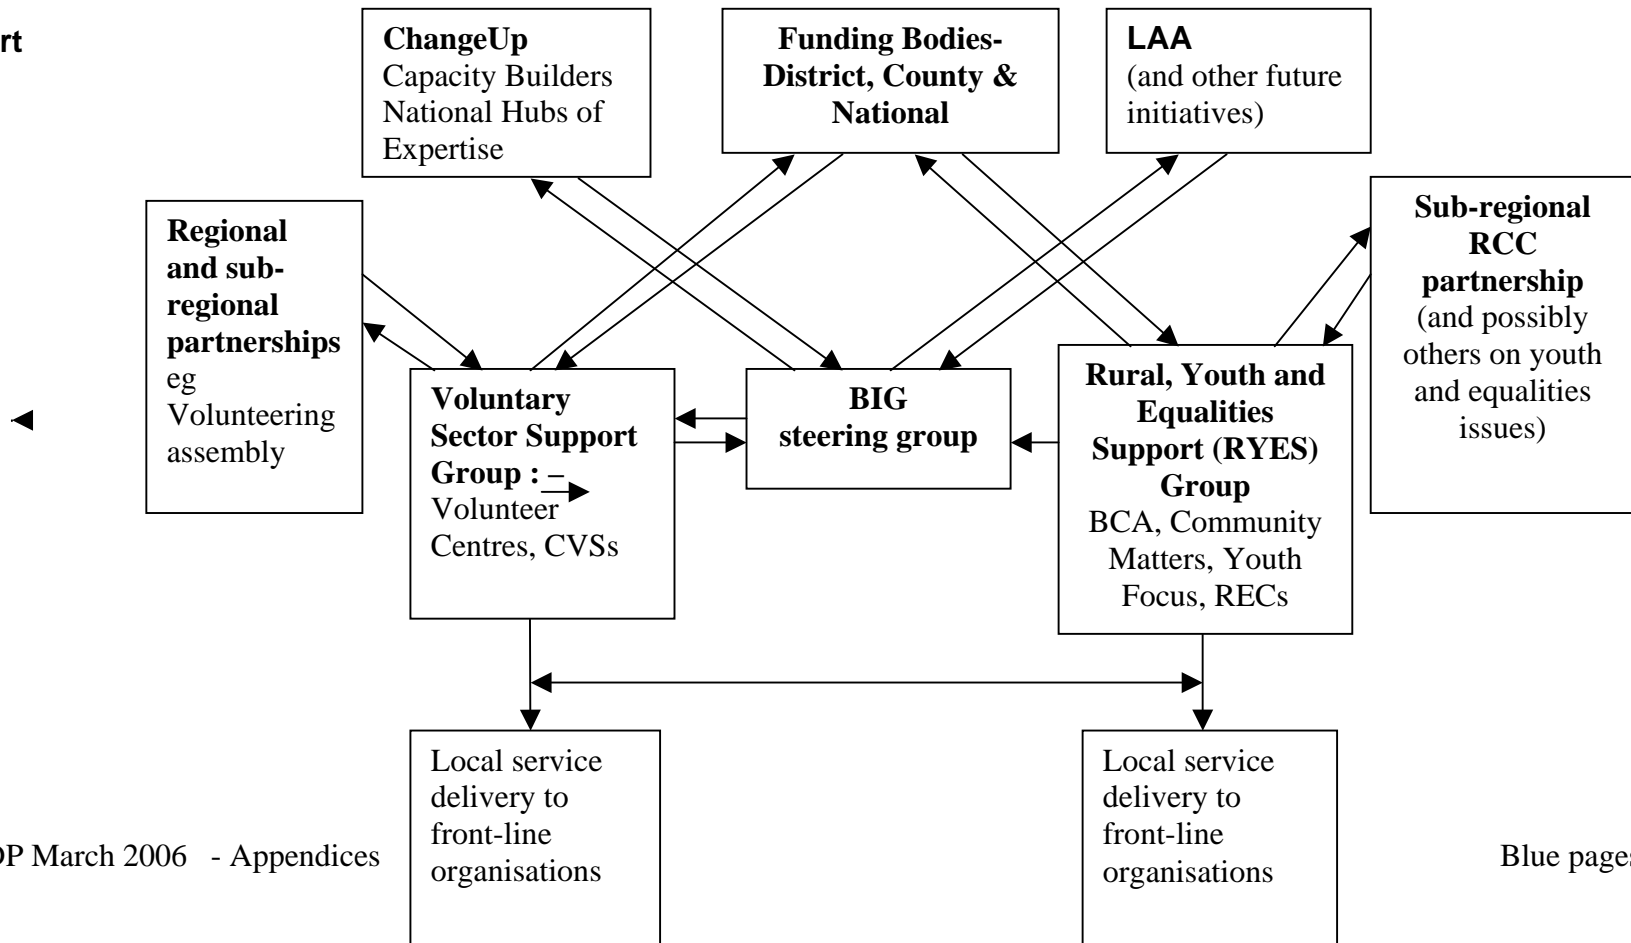 rt
ChangeUp
Capacity Builders
National Hubs of
Expertise
Funding Bodies-
District, County &
National
LAA
(and other future
initiatives)
Regional
and sub-
regional
partnerships
eg
Volunteering
assembly
Sub-regional
RCC
partnership
(and possibly
others on youth
and equalities
issues)
Voluntary
Sector Support
Group : –
Volunteer
Centres, CVSs
BIG
steering group
Rural, Youth and
Equalities
Support (RYES)
Group
BCA, Community
Matters, Youth
Focus, RECs
Local service
delivery to
front-line
organisations
Local service
delivery to
front-line
organisations
DP March 2006 - Appendices
Blue pages